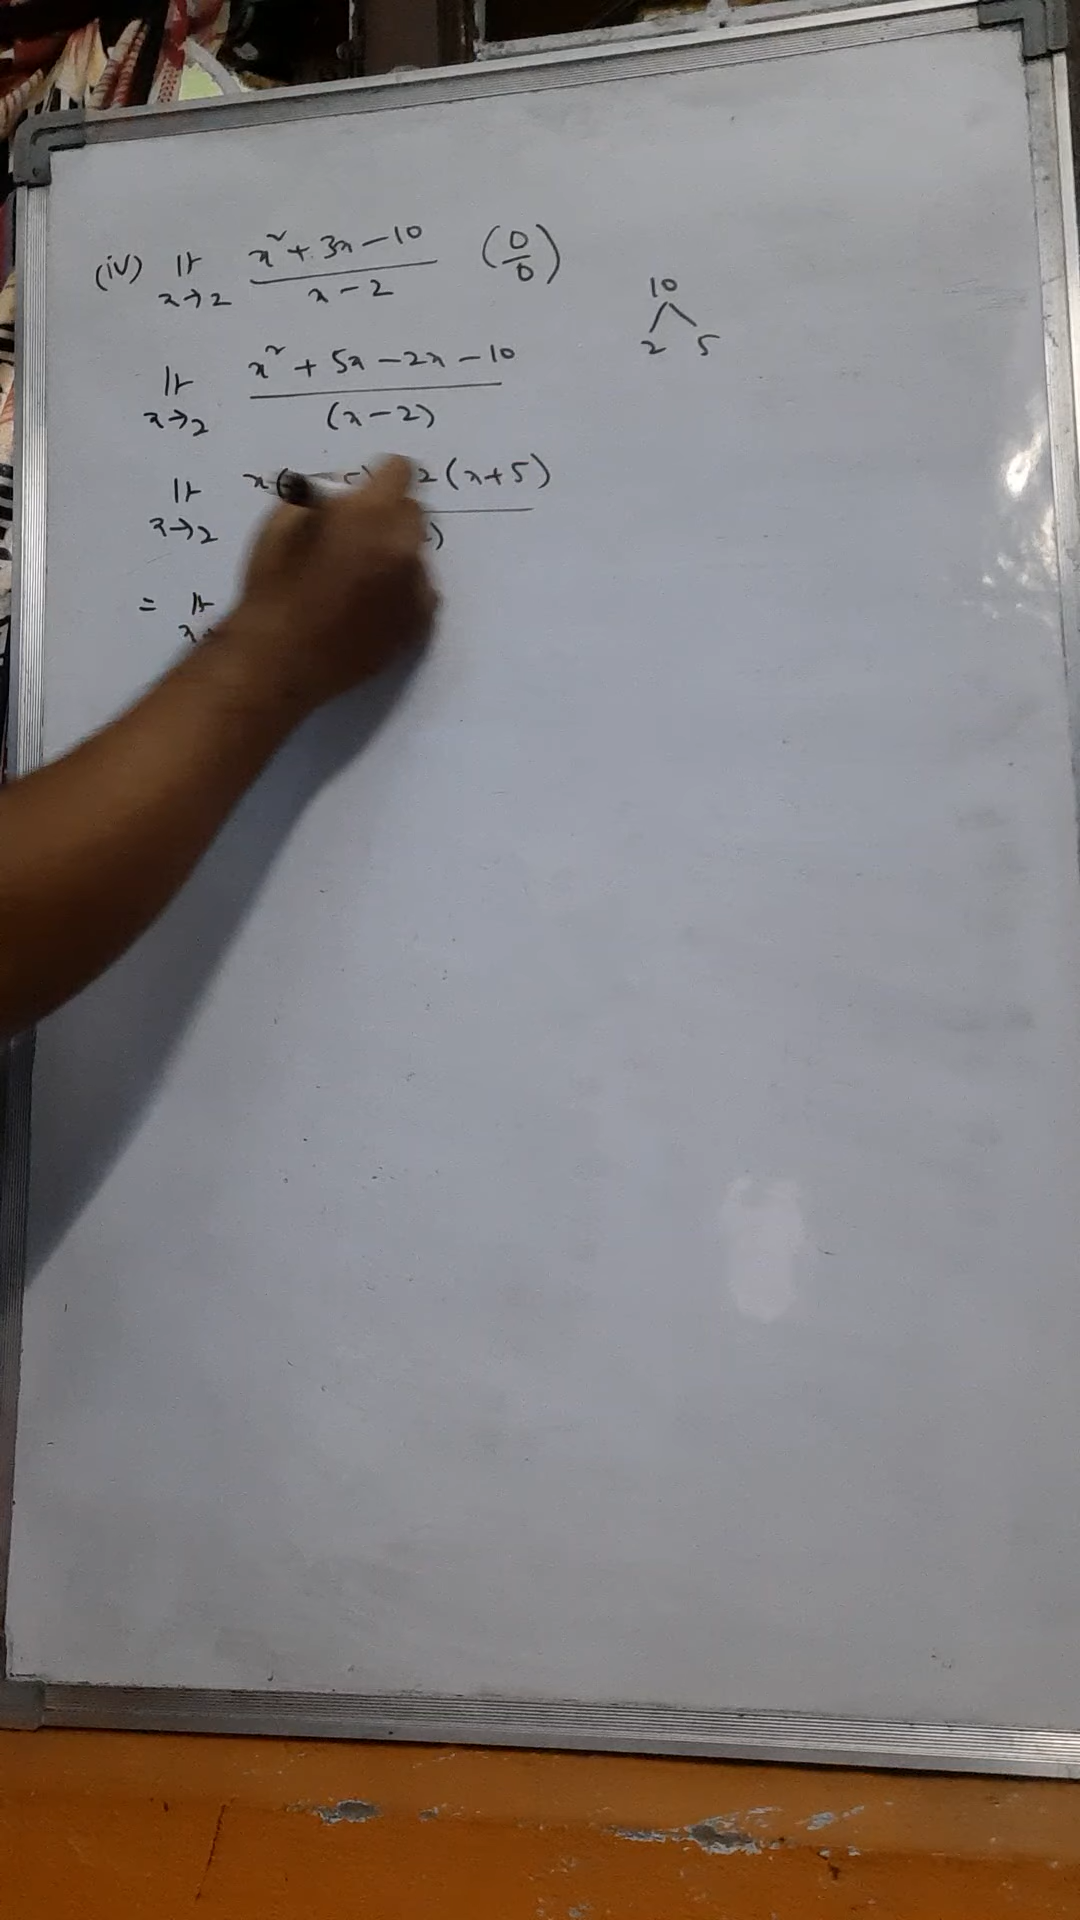 (iv) lt x→2 x²+3x-10 / x-2 (0/0)
10
2 5
lt x→2 x²+5x-2x-10 / (x-2)
lt x→2 x( 2(x+5) / )
= lt